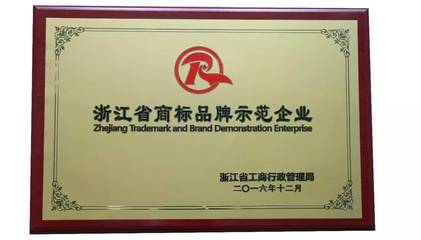 浙江省商标品牌示范企业
Zhejiang Trademark and Brand Demonstration Enterprise
浙江省工商行政管理局
二〇一六年十二月